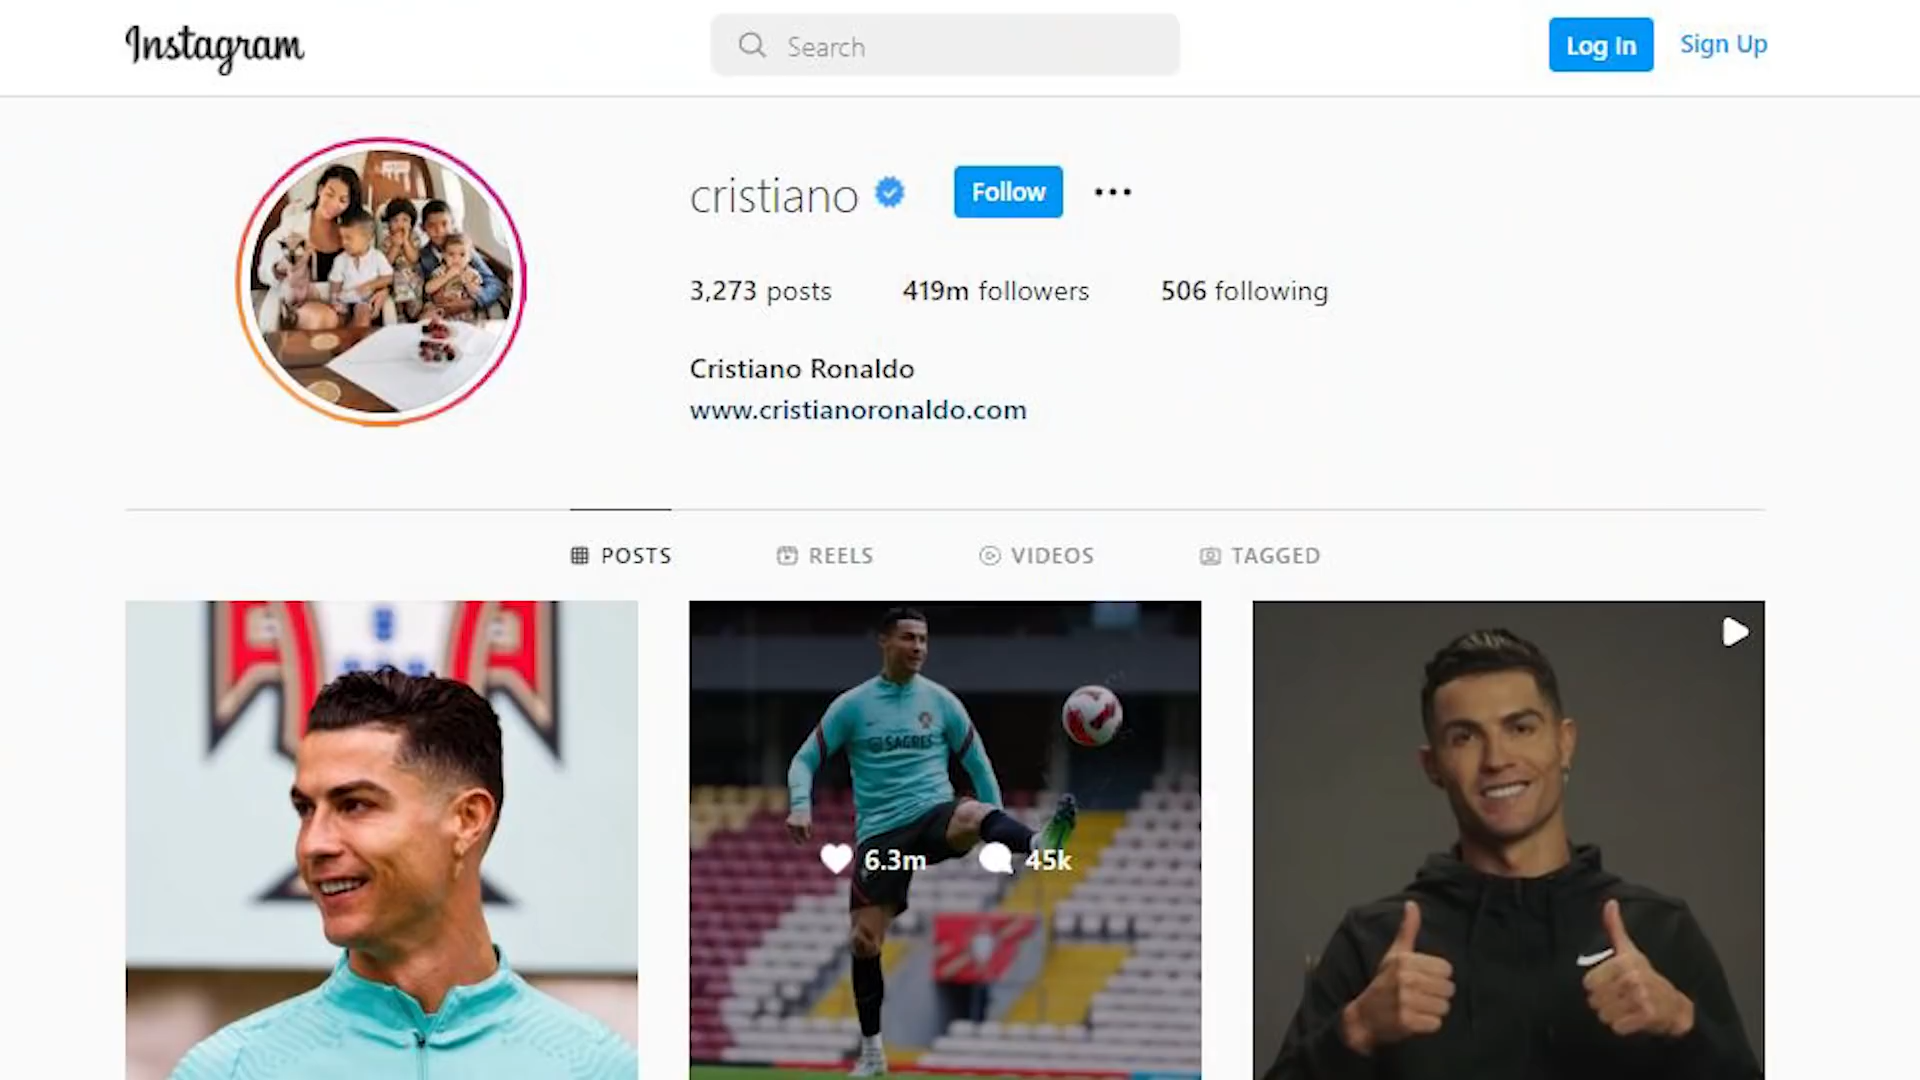 Instagram
Search
Log In
Sign Up
cristiano
Follow
3,273 posts
419m followers
506 following
Cristiano Ronaldo
www.cristianoronaldo.com
POSTS
REELS
VIDEOS
TAGGED
SAGRES
6.3m
45k